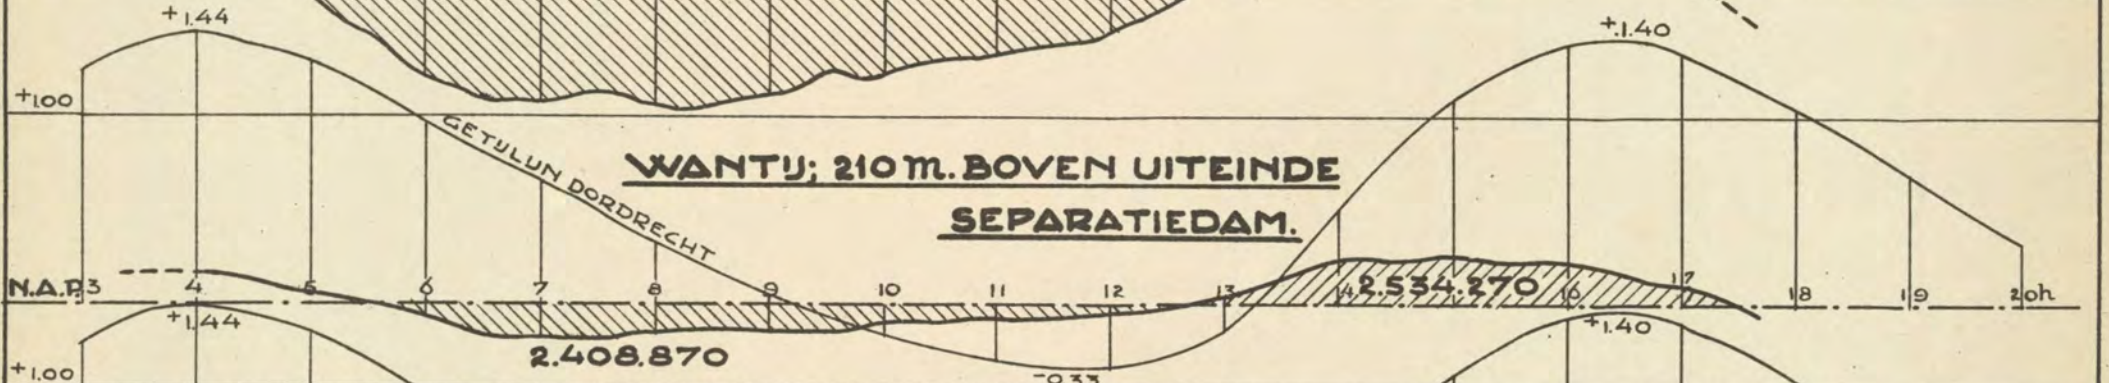 +1.44
+1.40
+1.00
GETIJLIJN DORDRECHT
WANTIJ; 210 m. BOVEN UITEINDE
SEPARATIEDAM.
N.A.P. 3 4 5 6 7 8 9 10 11 12 13 14 2.534.270 16 17 18 19 20h
+1.44
+1.40
2.408.870
+1.00
-0.33